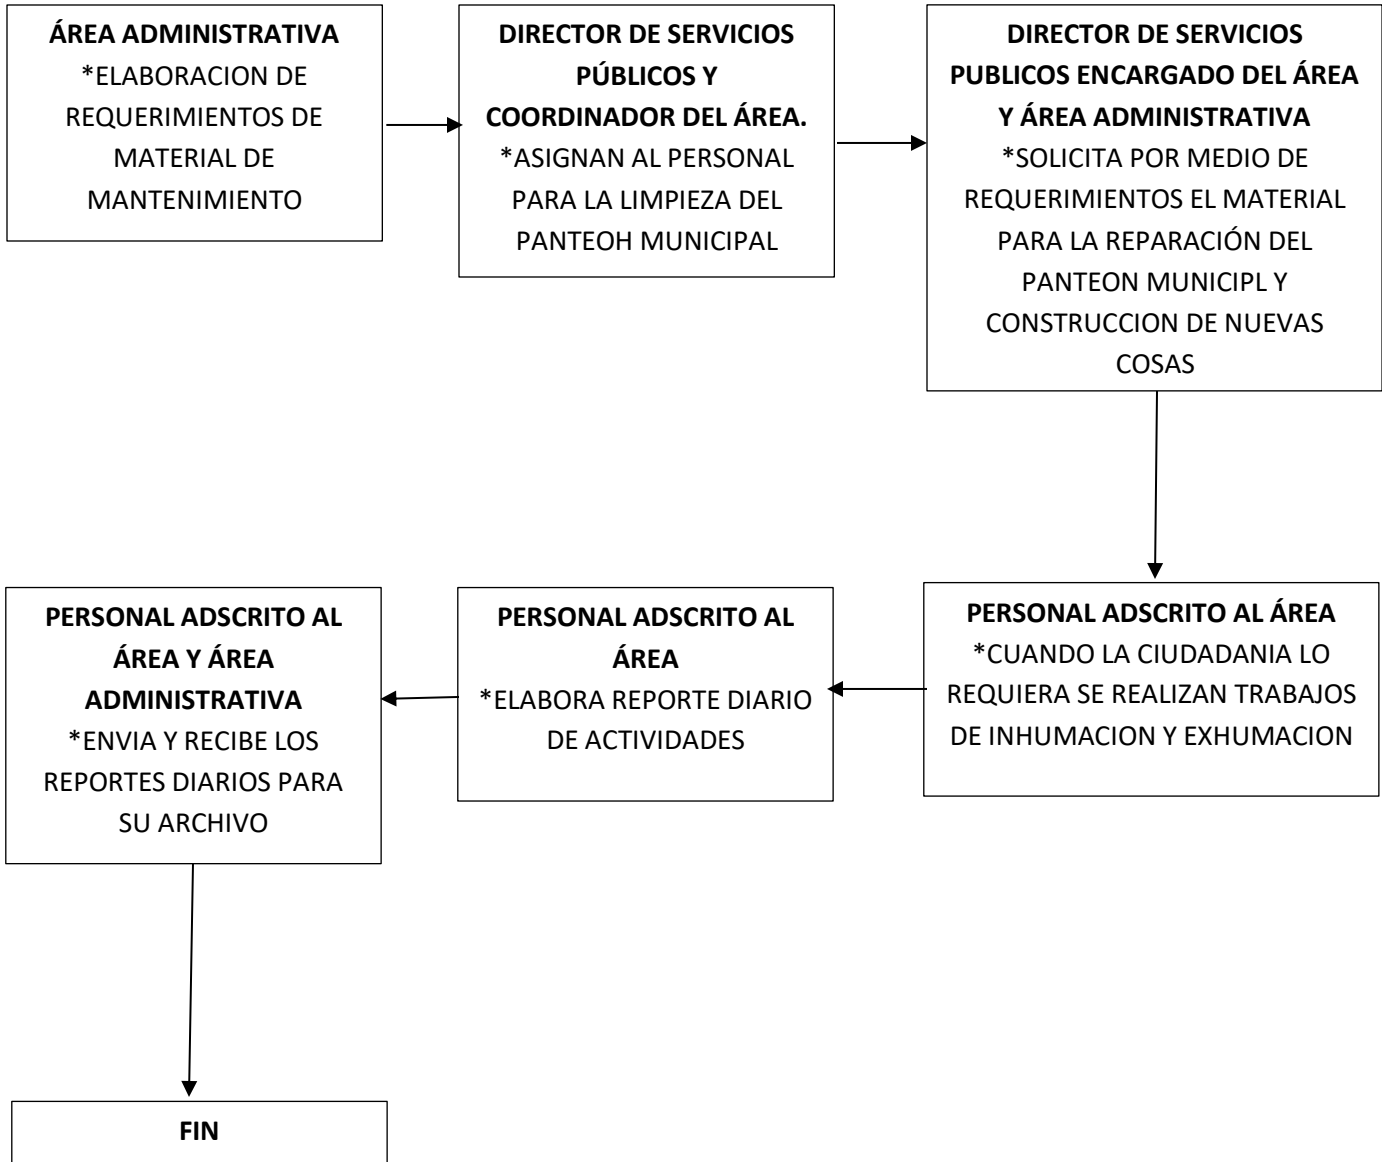 ÁREA ADMINISTRATIVA
*ELABORACION DE
REQUERIMIENTOS DE
MATERIAL DE
MANTENIMIENTO
DIRECTOR DE SERVICIOS
PÚBLICOS Y
COORDINADOR DEL ÁREA.
*ASIGNAN AL PERSONAL
PARA LA LIMPIEZA DEL
PANTEOH MUNICIPAL
DIRECTOR DE SERVICIOS
PUBLICOS ENCARGADO DEL ÁREA
Y ÁREA ADMINISTRATIVA
*SOLICITA POR MEDIO DE
REQUERIMIENTOS EL MATERIAL
PARA LA REPARACIÓN DEL
PANTEON MUNICIPL Y
CONSTRUCCION DE NUEVAS
COSAS
PERSONAL ADSCRITO AL ÁREA
*CUANDO LA CIUDADANIA LO
REQUIERA SE REALIZAN TRABAJOS
DE INHUMACION Y EXHUMACION
PERSONAL ADSCRITO AL
ÁREA
*ELABORA REPORTE DIARIO
DE ACTIVIDADES
PERSONAL ADSCRITO AL
ÁREA Y ÁREA
ADMINISTRATIVA
*ENVIA Y RECIBE LOS
REPORTES DIARIOS PARA
SU ARCHIVO
FIN